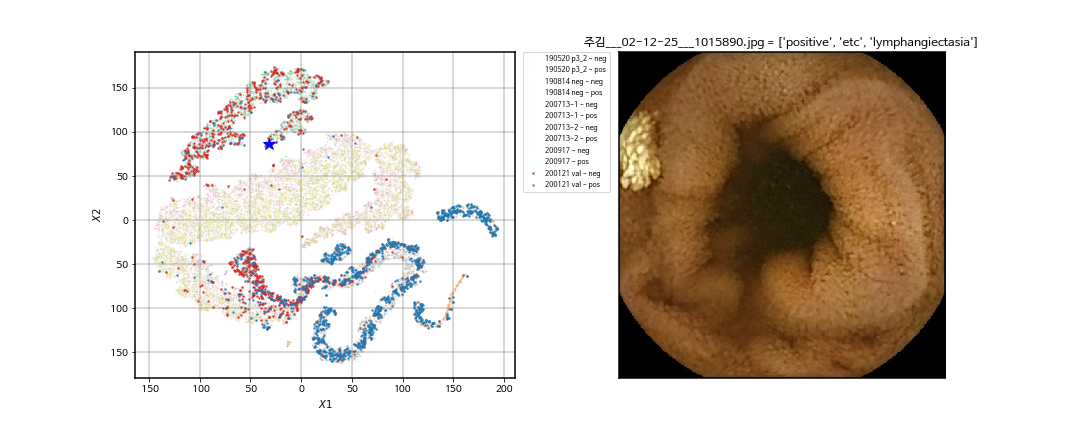 주김___02-12-25___1015890.jpg = ['positive', 'etc', 'lymphangiectasia']
190520 p3_2 - neg
190520 p3_2 - pos
190814 neg - neg
190814 neg - pos
200713-1 - neg
200713-1 - pos
200713-2 - neg
200713-2 - pos
200917 - neg
200917 - pos
200121 val - neg
200121 val - pos
X2
150
100
50
0
50
100
150
150 100 50 0 50 100 150 200
X1